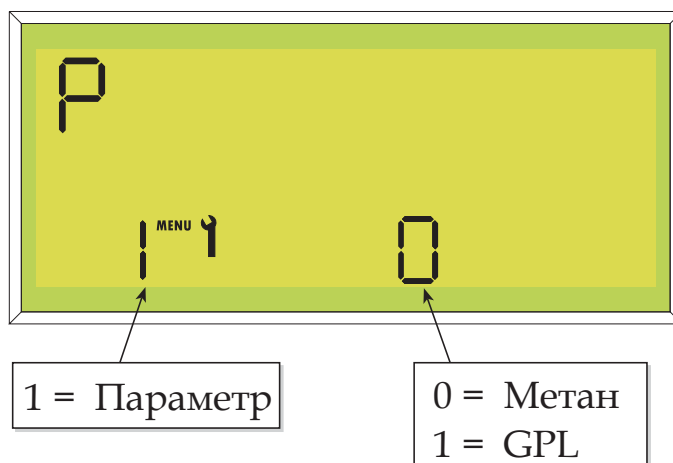 P
1 MENU 0
1 = Параметр
0 = Метан
1 = GPL